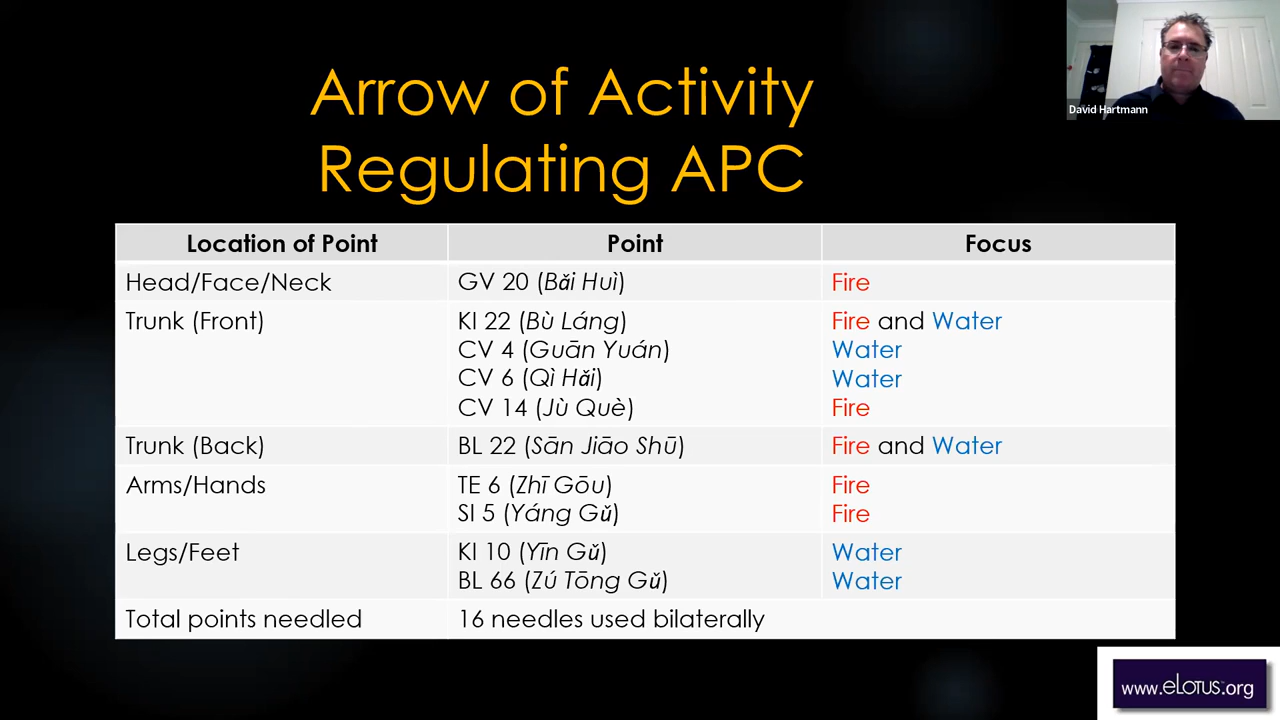 David Hartmann
Arrow of Activity
Regulating APC
Location of Point Point Focus
Head/Face/Neck GV 20 (Bǎi Huì) Fire
Trunk (Front) KI 22 (Bù Láng) Fire and Water
CV 4 (Guān Yuán) Water
CV 6 (Qì Hǎi) Water
CV 14 (Jù Què) Fire
Trunk (Back) BL 22 (Sān Jiāo Shū) Fire and Water
Arms/Hands TE 6 (Zhī Gōu) Fire
SI 5 (Yáng Gǔ) Fire
Legs/Feet KI 10 (Yīn Gǔ) Water
BL 66 (Zú Tōng Gǔ) Water
Total points needled 16 needles used bilaterally
www.eLotus.org